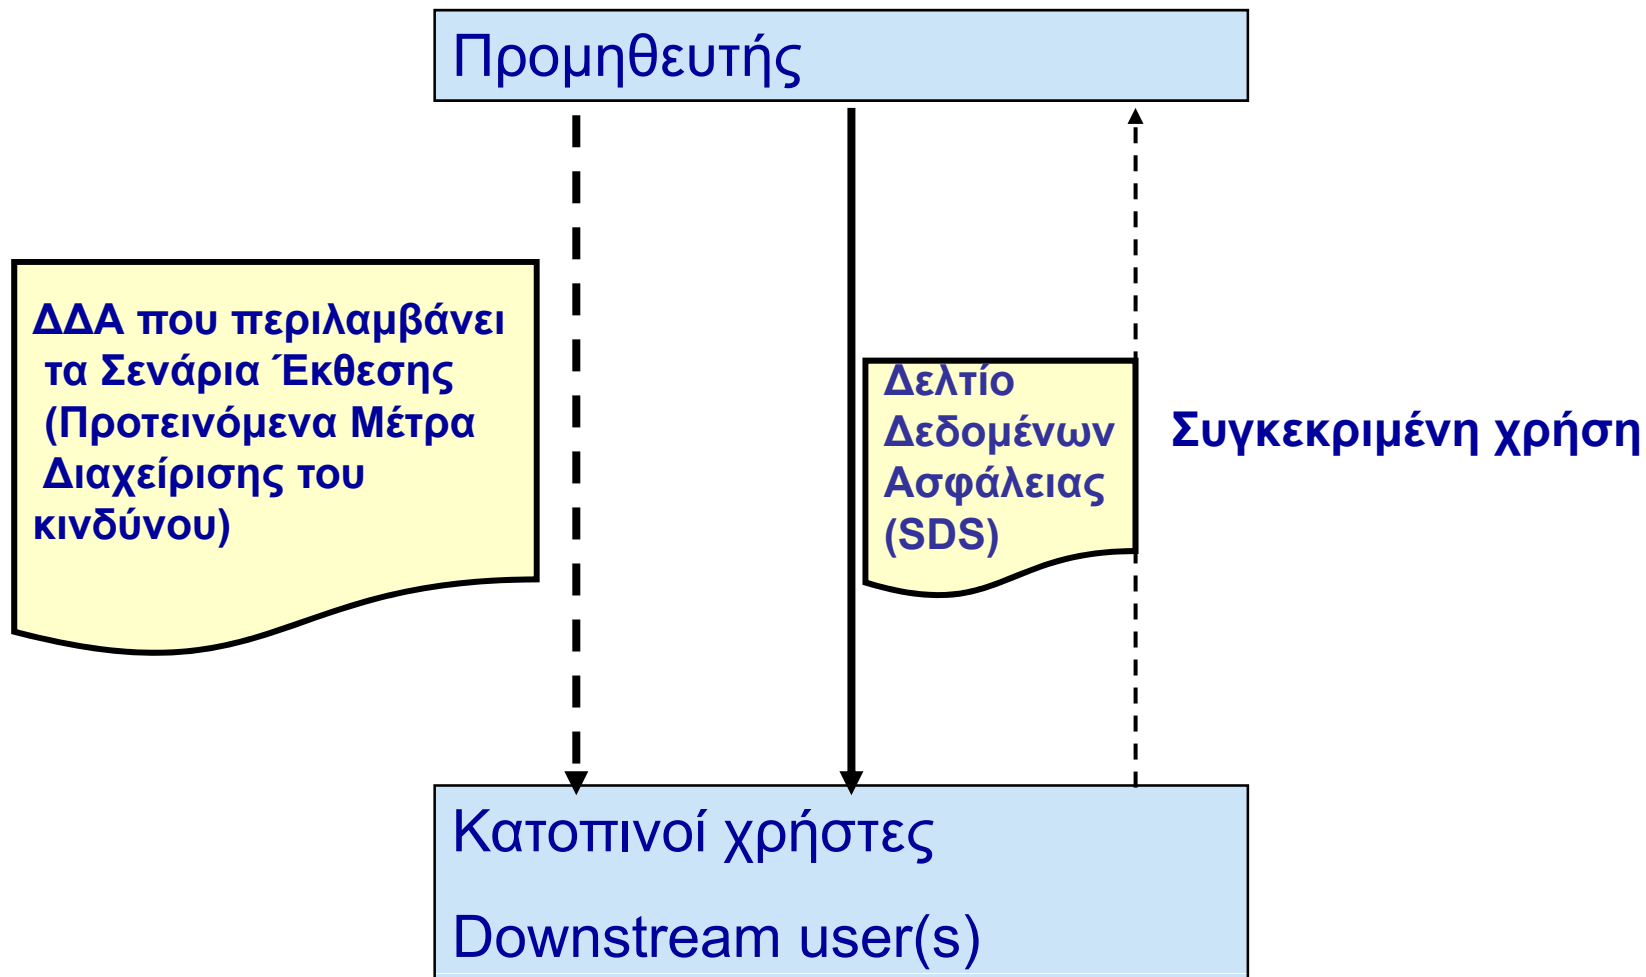 Προμηθευτής
ΔΔΑ που περιλαμβάνει
τα Σενάρια Έκθεσης
(Προτεινόμενα Μέτρα
Διαχείρισης του
κινδύνου)
Δελτίο
Δεδομένων
Ασφάλειας
(SDS)
Συγκεκριμένη χρήση
Κατοπινοί χρήστες
Downstream user(s)